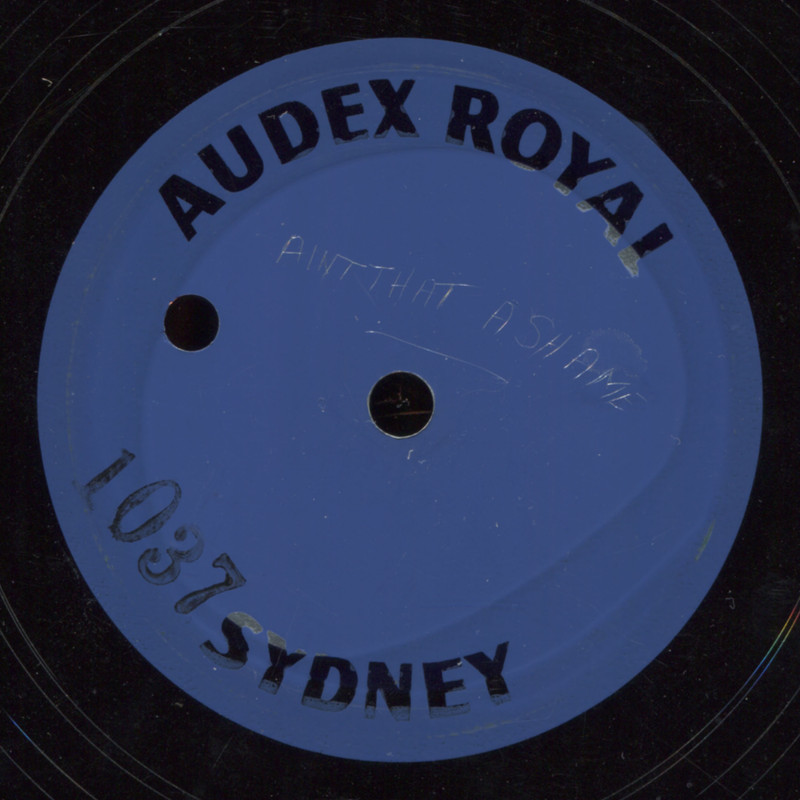 AUDEX ROYAL
AINT THAT A SHAME
1037
SYDNEY